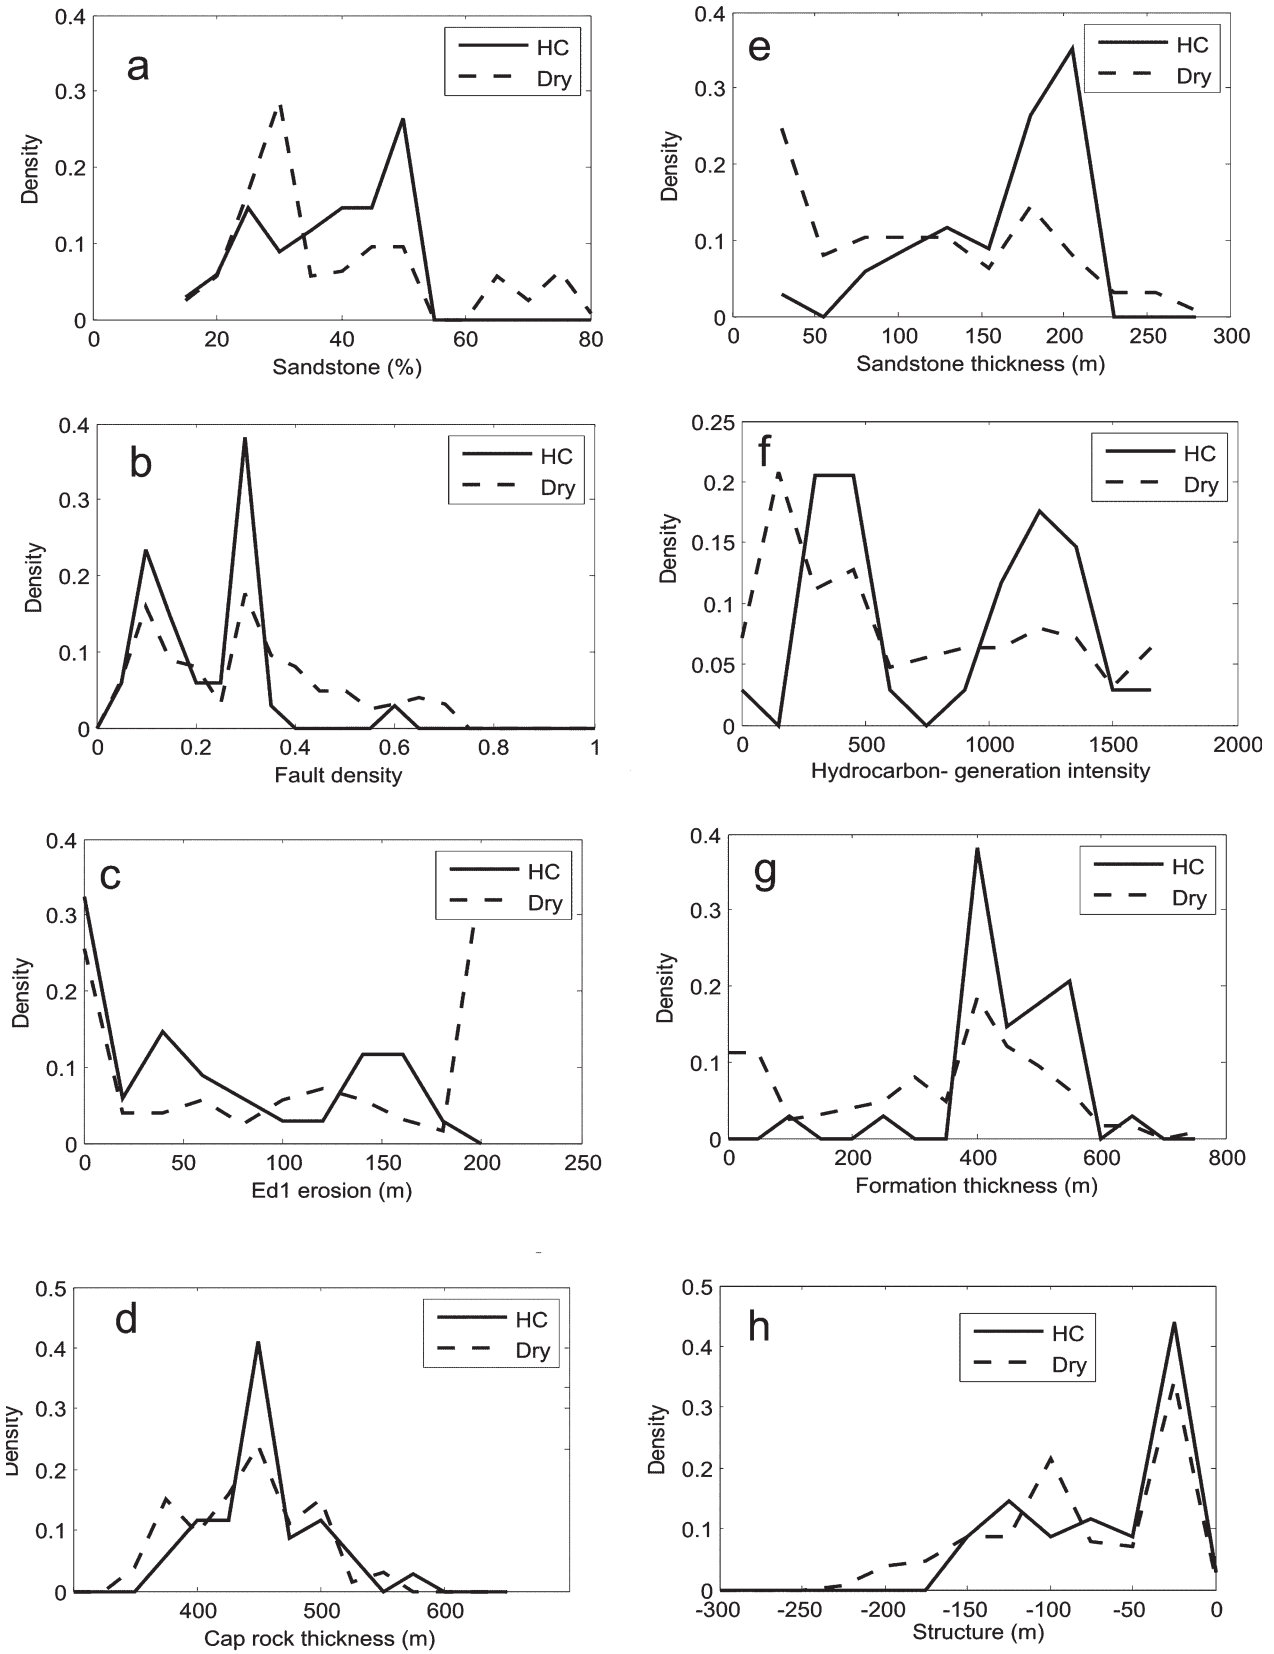 a
HC
Dry
0.4
0.3
0.2
0.1
0
Density
0 20 40 60 80
Sandstone (%)
e
HC
Dry
0.4
0.3
0.2
0.1
0
Density
0 50 100 150 200 250 300
Sandstone thickness (m)
b
HC
Dry
0.4
0.3
0.2
0.1
0
Density
0 0.2 0.4 0.6 0.8 1
Fault density
f
HC
Dry
0.25
0.2
0.15
0.1
0.05
0
Density
0 500 1000 1500 2000
Hydrocarbon- generation intensity
c
HC
Dry
0.4
0.3
0.2
0.1
0
Density
0 50 100 150 200 250
Ed1 erosion (m)
g
HC
Dry
0.4
0.3
0.2
0.1
0
Density
0 200 400 600 800
Formation thickness (m)
d
HC
Dry
0.5
0.4
0.3
0.2
0.1
0
Density
400 500 600
Cap rock thickness (m)
h
HC
Dry
0.5
0.4
0.3
0.2
0.1
0
Density
-300 -250 -200 -150 -100 -50 0
Structure (m)